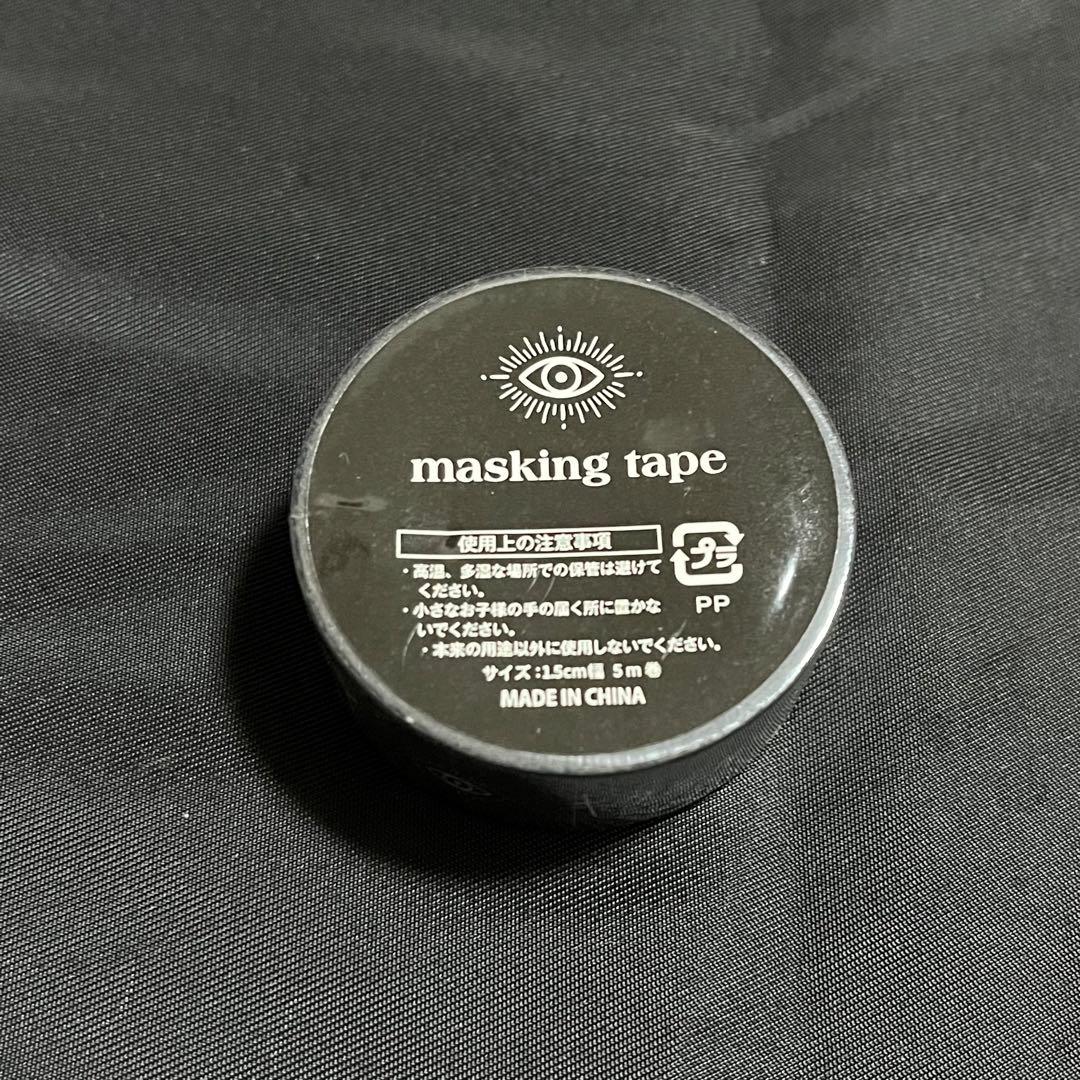 masking tape
使用上の注意事項
・高温、多湿な場所での保管は避けて
ください。
プラ
PP
・小さなお子様の手の届く所に置かな
いでください。
・本来の用途以外に使用しないでください。
サイズ:1.5cm幅 5m巻
MADE IN CHINA